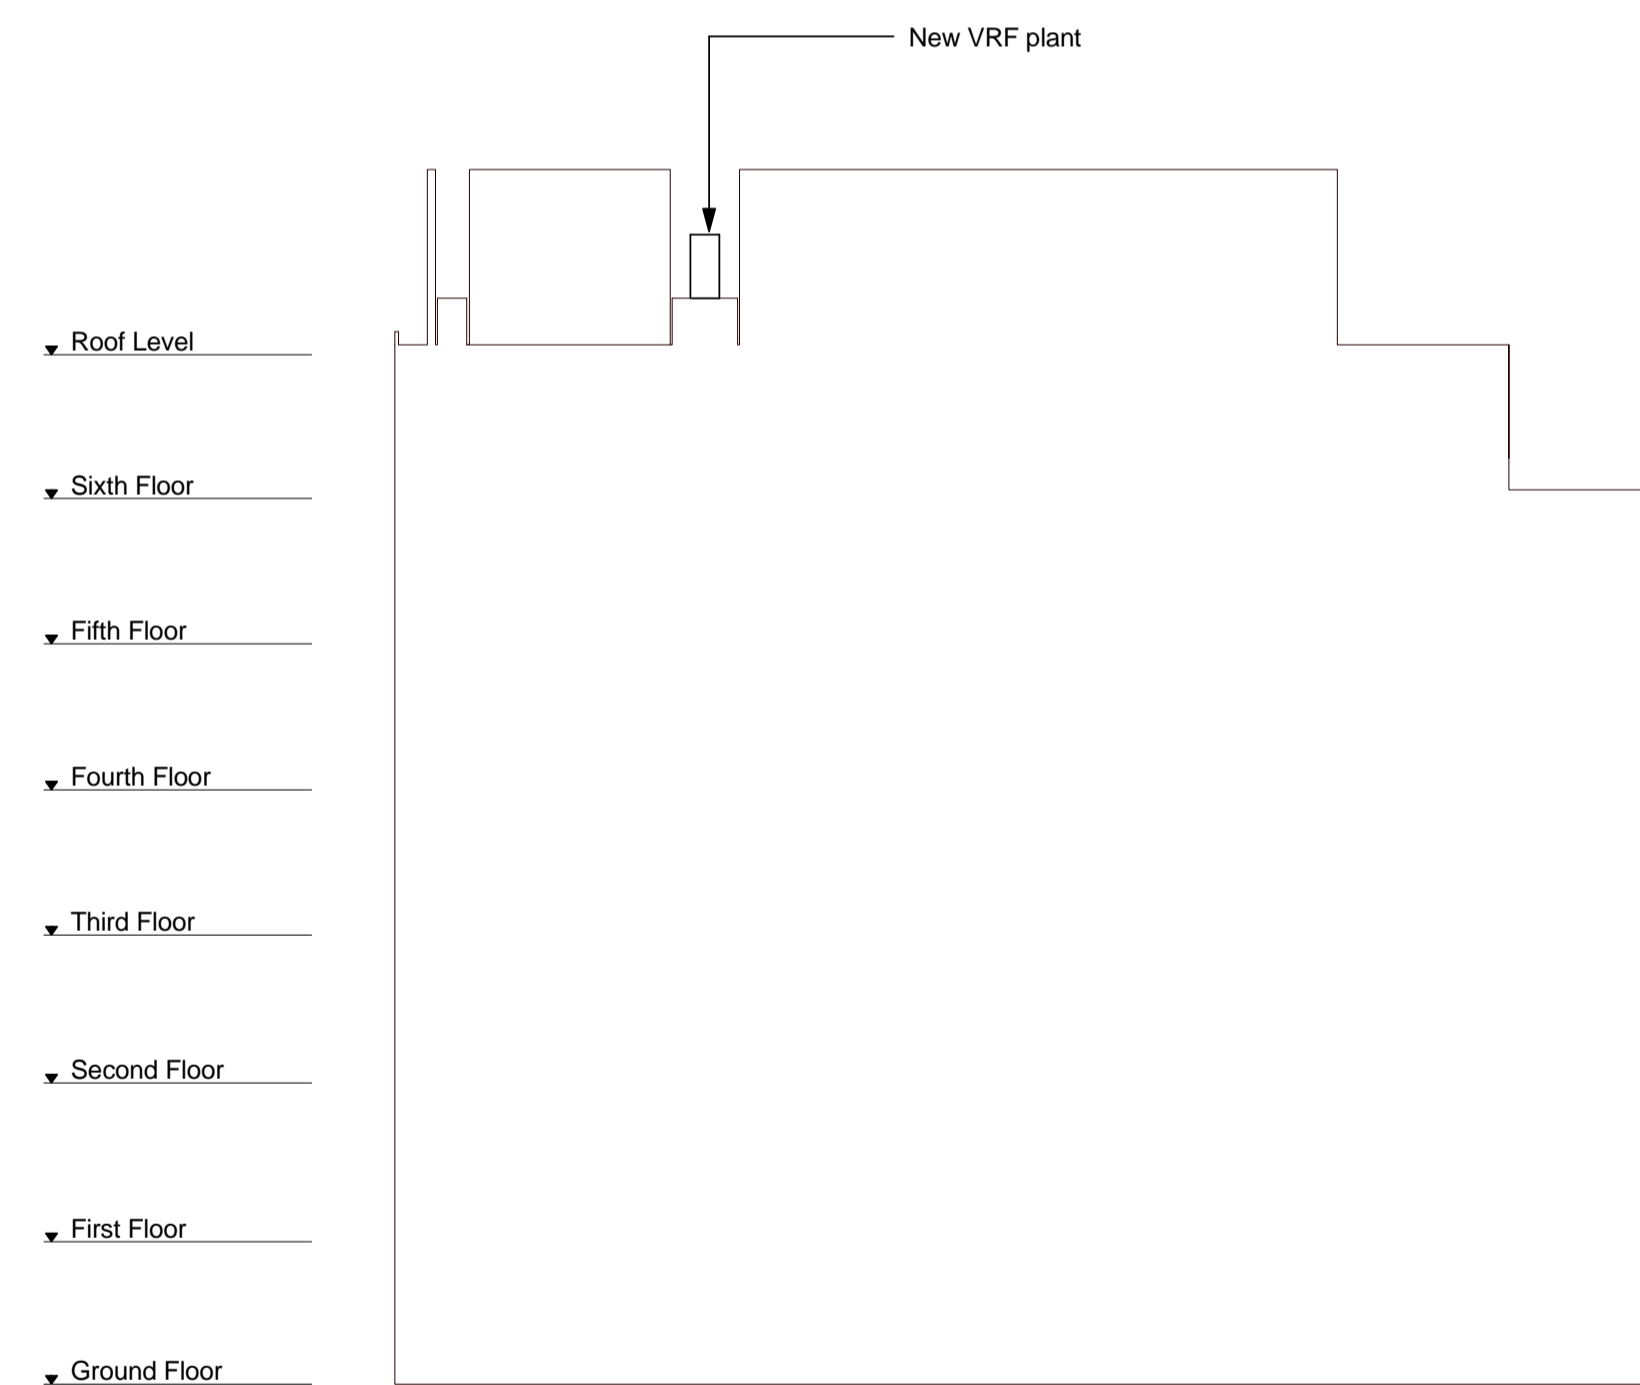 New VRF plant
Roof Level
Sixth Floor
Fifth Floor
Fourth Floor
Third Floor
Second Floor
First Floor
Ground Floor